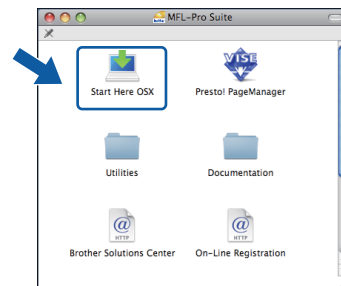 MFL-Pro Suite
VISE
Start Here OSX
Presto! PageManager
Utilities
Documentation
@
HTTP
@
HTTP
Brother Solutions Center
On-Line Registration